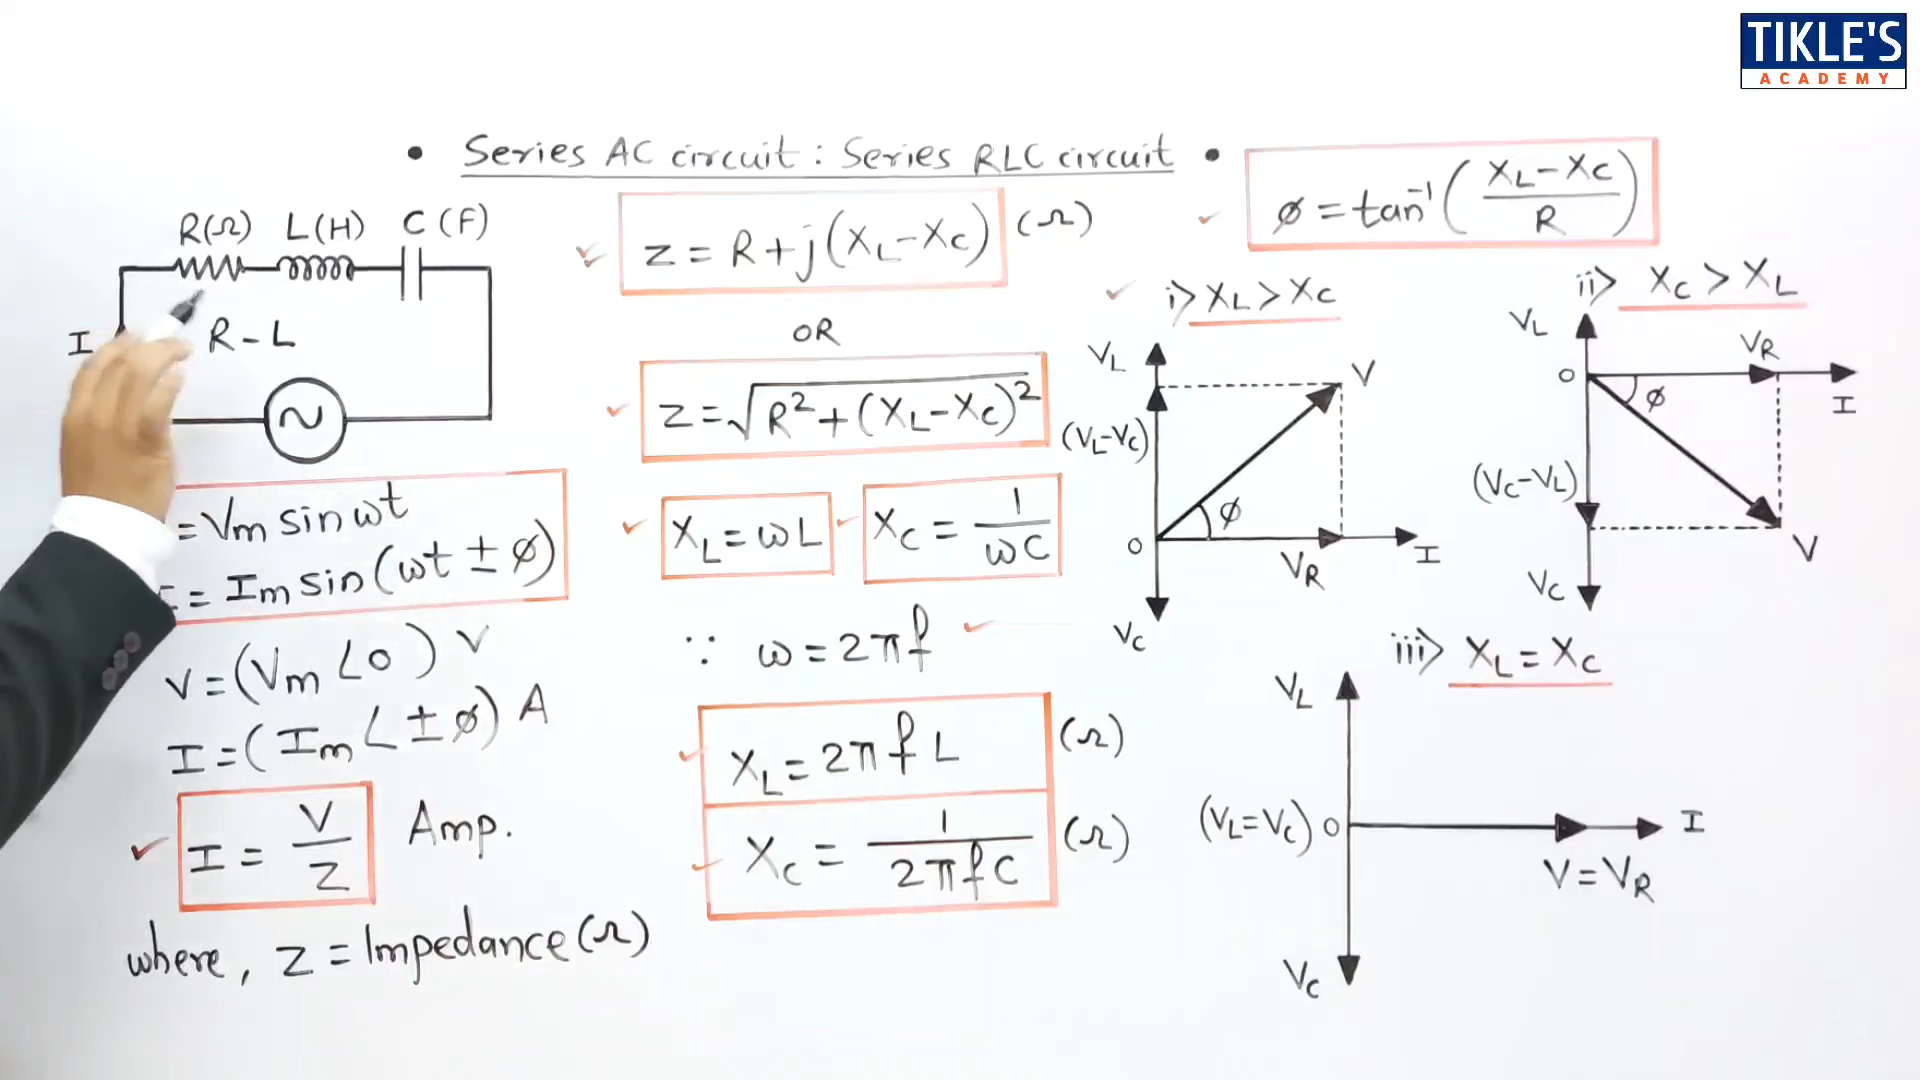 TIKLE'S
ACADEMY
• Series AC circuit : Series RLC circuit •
R(Ω) L(H) C (F)
I
R - L
= Vm sin ωt
= Im sin (ωt ± ø)
V = (Vm ∠0) V
I = (Im ∠ ± ø) A
I = V/Z Amp.
where, Z = Impedance (Ω)
Z = R + j(XL - XC) (Ω)
OR
Z = √R² + (XL - XC)²
XL = ωL XC = 1/ωC
∵ ω = 2πf
XL = 2πfL (Ω)
XC = 1/2πfC (Ω)
ø = tan⁻¹ (XL - XC / R)
i> XL > XC
VL
V
(VL - VC)
ø
O
VR
I
VC
ii> XC > XL
VL
VR
O
ø
I
(VC - VL)
V
VC
iii> XL = XC
VL
(VL = VC) O
I
V = VR
VC